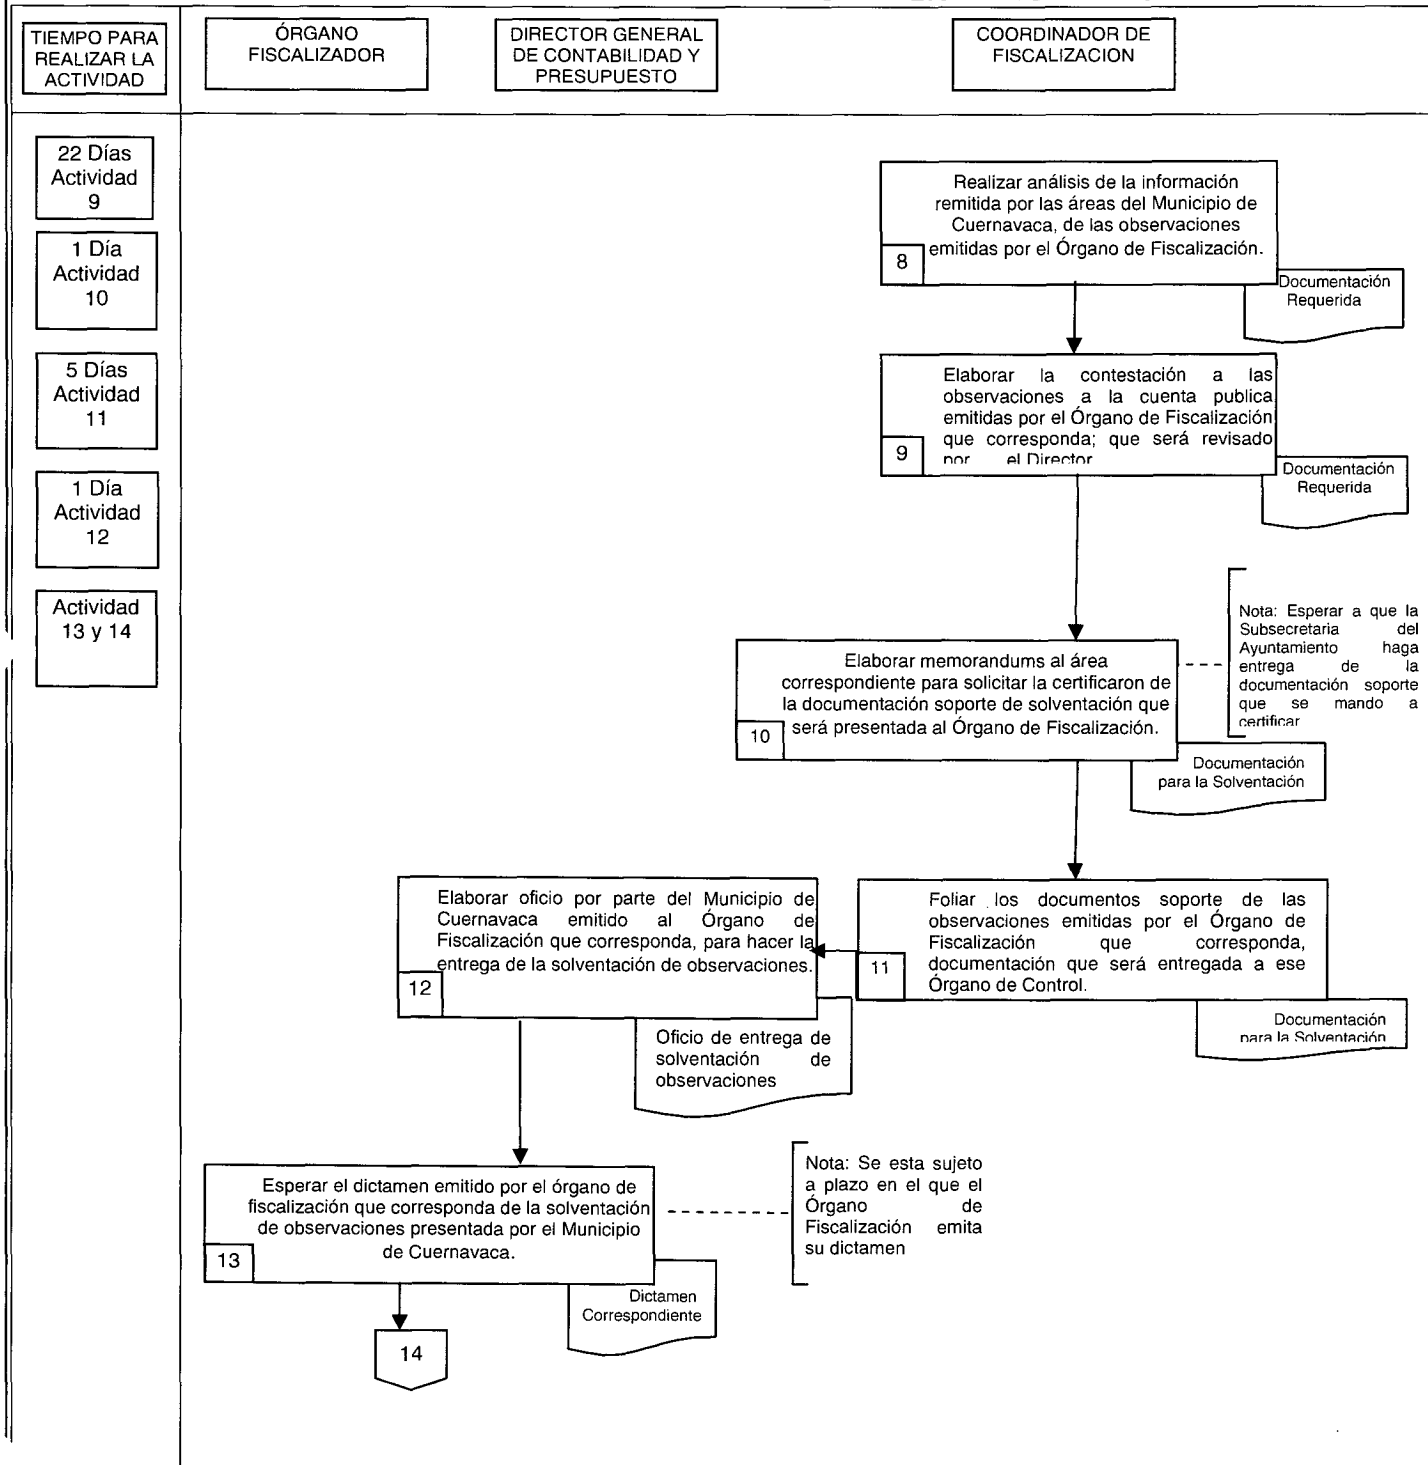 TIEMPO PARA
REALIZAR LA
ACTIVIDAD
ÓRGANO
FISCALIZADOR
DIRECTOR GENERAL
DE CONTABILIDAD Y
PRESUPUESTO
COORDINADOR DE
FISCALIZACION
22 Días
Actividad
9
1 Día
Actividad
10
5 Días
Actividad
11
1 Día
Actividad
12
Actividad
13 y 14
Realizar análisis de la información
remitida por las áreas del Municipio de
Cuernavaca, de las observaciones
emitidas por el Órgano de Fiscalización.
8
Documentación
Requerida
Elaborar la contestación a las
observaciones a la cuenta publica
emitidas por el Órgano de Fiscalización
que corresponda; que será revisado
por el Director
9
Documentación
Requerida
Nota: Esperar a que la
Subsecretaria del
Ayuntamiento haga
entrega de la
documentación soporte
que se mando a
certificar
Elaborar memorandums al área
correspondiente para solicitar la certificaron de
la documentación soporte de solventación que
será presentada al Órgano de Fiscalización.
10
Documentación
para la Solventación
Foliar los documentos soporte de las
observaciones emitidas por el Órgano de
Fiscalización que corresponda,
documentación que será entregada a ese
Órgano de Control.
11
Documentación
para la Solventación
Elaborar oficio por parte del Municipio de
Cuernavaca emitido al Órgano de
Fiscalización que corresponda, para hacer la
entrega de la solventación de observaciones.
12
Oficio de entrega de
solventación de
observaciones
Esperar el dictamen emitido por el órgano de
fiscalización que corresponda de la solventación
de observaciones presentada por el Municipio
de Cuernavaca.
13
Nota: Se esta sujeto
a plazo en el que el
Órgano de
Fiscalización emita
su dictamen
Dictamen
Correspondiente
14